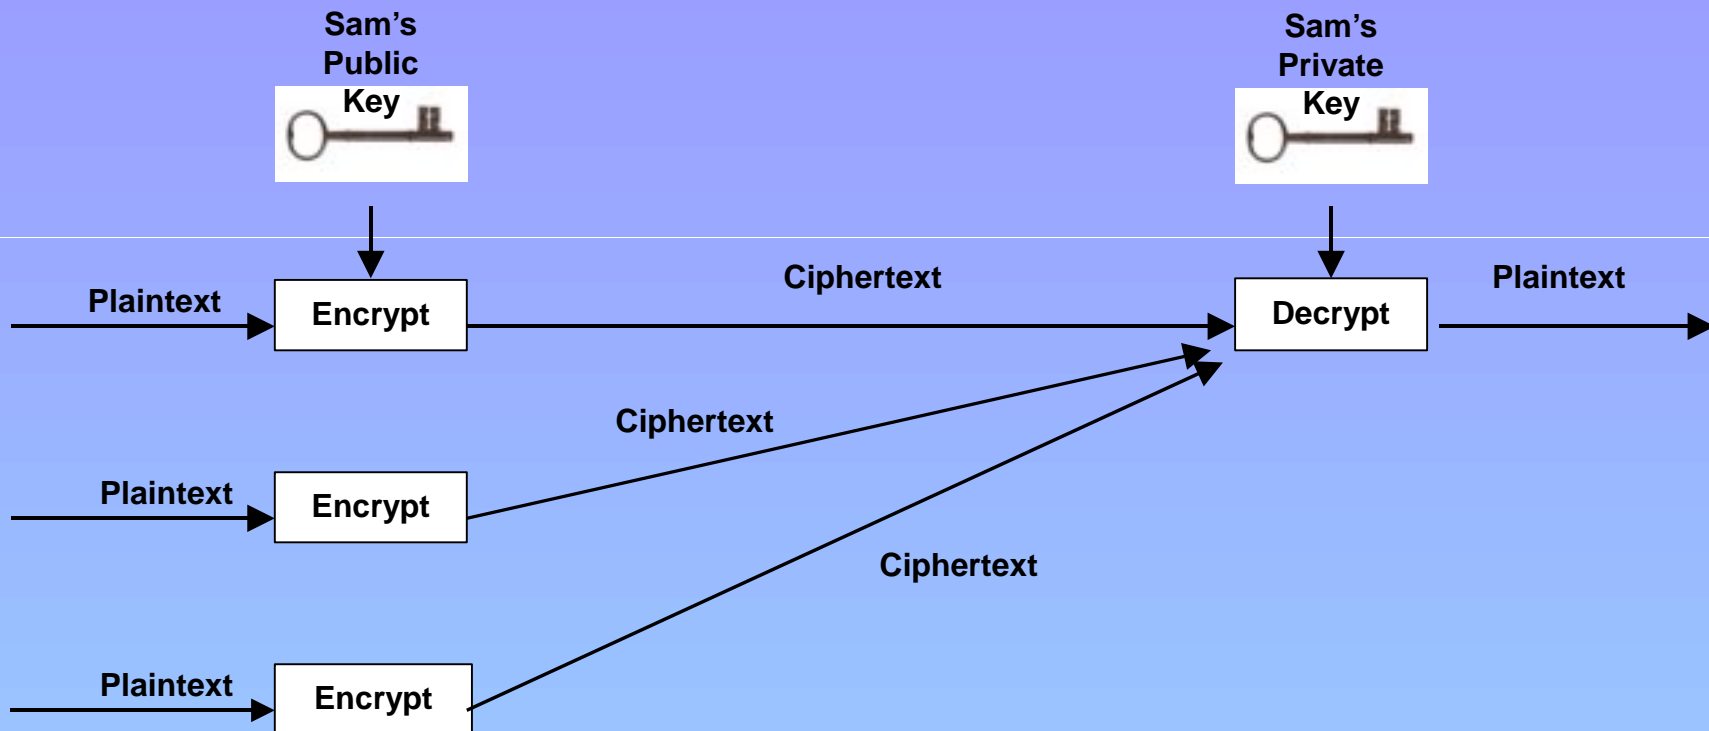 Sam’s
Public
Key
Sam’s
Private
Key
Plaintext
Encrypt
Ciphertext
Decrypt
Plaintext
Plaintext
Encrypt
Ciphertext
Plaintext
Encrypt
Ciphertext